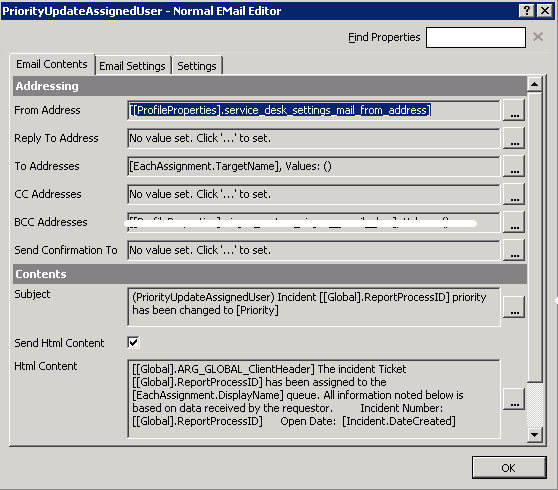 PriorityUpdateAssignedUser - Normal EMail Editor
Find Properties
Email Contents Email Settings Settings
Addressing
From Address [[ProfileProperties].service_desk_settings_mail_from_address] ...
Reply To Address No value set. Click '...' to set. ...
To Addresses [EachAssignment.TargetName], Values: () ...
CC Addresses No value set. Click '...' to set. ...
BCC Addresses ...
Send Confirmation To No value set. Click '...' to set. ...
Contents
Subject (PriorityUpdateAssignedUser) Incident [[Global].ReportProcessID] priority
has been changed to [Priority] ...
Send Html Content
Html Content [[Global].ARG_GLOBAL_ClientHeader] The incident Ticket
[[Global].ReportProcessID] has been assigned to the
[EachAssignment.DisplayName] queue. All information noted below is
based on data received by the requestor. Incident Number:
[[Global].ReportProcessID] Open Date: [Incident.DateCreated] ...
OK